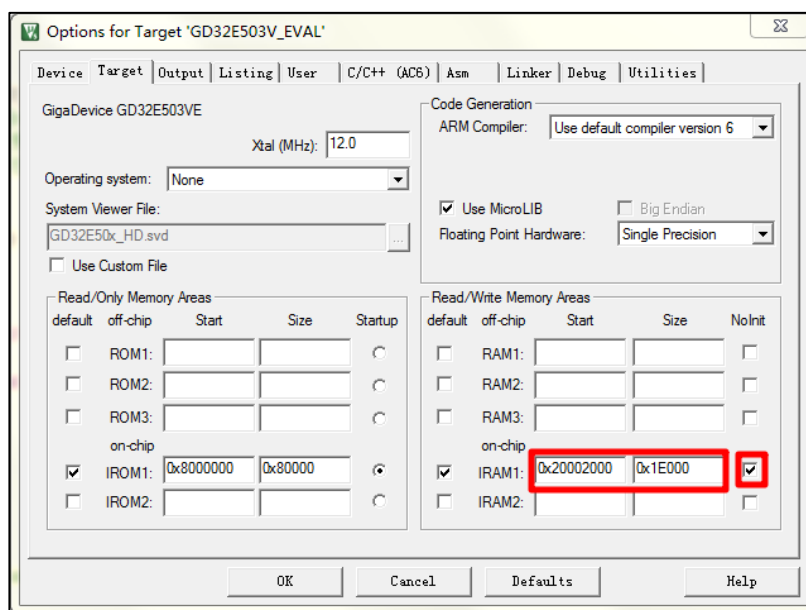 Options for Target 'GD32E503V_EVAL'
Device Target Output Listing User C/C++ (AC6) Asm Linker Debug Utilities
GigaDevice GD32E503VE
Xtal (MHz): 12.0
Operating system: None
System Viewer File:
GD32E50x_HD.svd ...
Use Custom File
Code Generation
ARM Compiler: Use default compiler version 6
Use MicroLIB Big Endian
Floating Point Hardware: Single Precision
Read/Only Memory Areas
default off-chip Start Size Startup
ROM1:
ROM2:
ROM3:
on-chip
IROM1: 0x8000000 0x80000
IROM2:
Read/Write Memory Areas
default off-chip Start Size NoInit
RAM1:
RAM2:
RAM3:
on-chip
IRAM1: 0x20002000 0x1E000
IRAM2:
OK Cancel Defaults Help